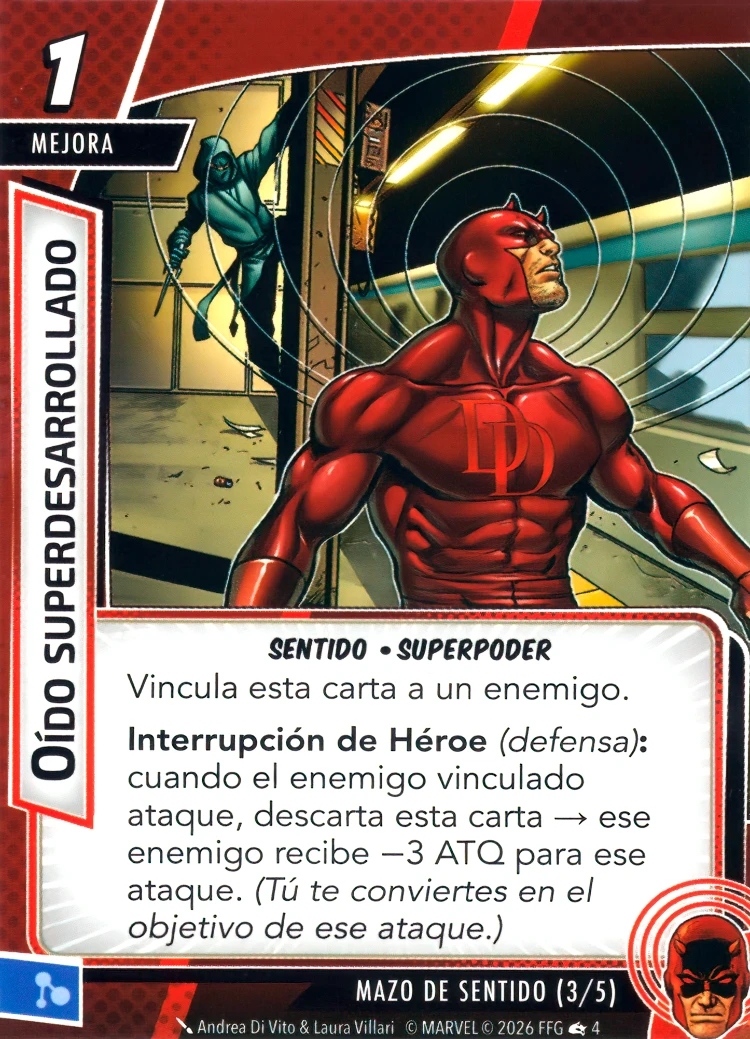 1
MEJORA
OÍDO SUPERDESARROLLADO
DD
SENTIDO • SUPERPODER
Vincula esta carta a un enemigo.
Interrupción de Héroe (defensa):
cuando el enemigo vinculado
ataque, descarta esta carta → ese
enemigo recibe −3 ATQ para ese
ataque. (Tú te conviertes en el
objetivo de ese ataque.)
MAZO DE SENTIDO (3/5)
Andrea Di Vito & Laura Villari © MARVEL © 2026 FFG 4